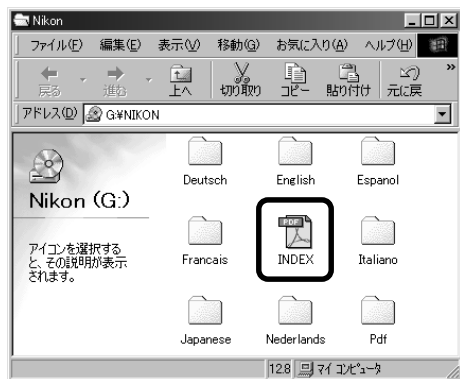 Nikon
ファイル(F) 編集(E) 表示(V) 移動(G) お気に入り(A) ヘルプ(H)
戻る 進む 上へ 切り取り コピー 貼り付け 元に戻 »
アドレス(D) G:¥NIKON
Nikon (G:)
アイコンを選択する
と、その説明が表示
されます。
Deutsch English Espanol
Francais INDEX Italiano
Japanese Nederlands Pdf
PDF
12.8 マイ コンピュータ